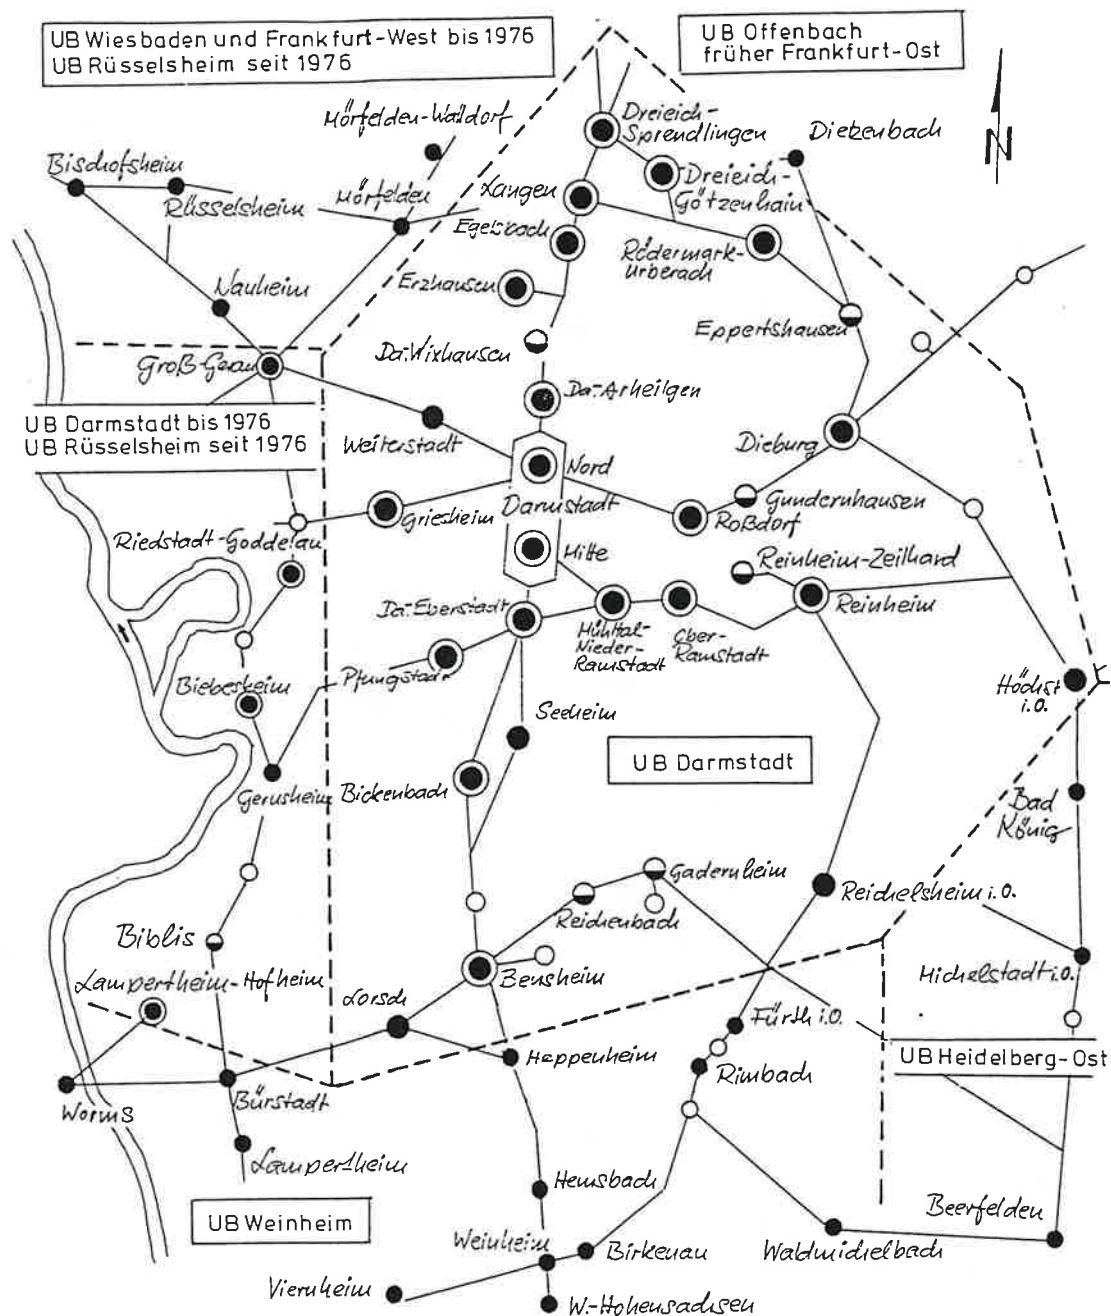 UB Wiesbaden und Frankfurt-West bis 1976
UB Rüsselsheim seit 1976
UB Offenbach
früher Frankfurt-Ost
N
Mörfelden-Walldorf
Dreieich-
Sprendlingen
Dietzenbach
Bischofsheim
Rüsselsheim
Mörfelden
Langen
Dreieich-
Götzenhain
Egelsbach
Rödermark-
Urberach
Erzhausen
Nauheim
Eppertshausen
Da.-Wixhausen
Groß-Gerau
Da.-Arheilgen
UB Darmstadt bis 1976
UB Rüsselsheim seit 1976
Weiterstadt
Dieburg
Nord
Gundernhausen
Griesheim
Darmstadt
Roßdorf
Riedstadt-Goddelau
Mitte
Reinheim-Zeilhard
Da.-Eberstadt
Reinheim
Mühltal-
Nieder-
Ramstadt
Ober-
Ramstadt
Pfungstadt
Biebesheim
Höchst
i.O.
Seeheim
UB Darmstadt
Gernsheim
Bickenbach
Bad
König
Gadernheim
Reichelsheim i.O.
Reichenbach
Biblis
Lampertheim-Hofheim
Bensheim
Michelstadt i.O.
Lorsch
Fürth i.O.
Heppenheim
Rimbach
UB Heidelberg-Ost
Worms
Bürstadt
Lampertheim
Hemsbach
UB Weinheim
Beerfelden
Weinheim
Birkenau
Waldmichelbach
Viernheim
W.-Hohensachsen